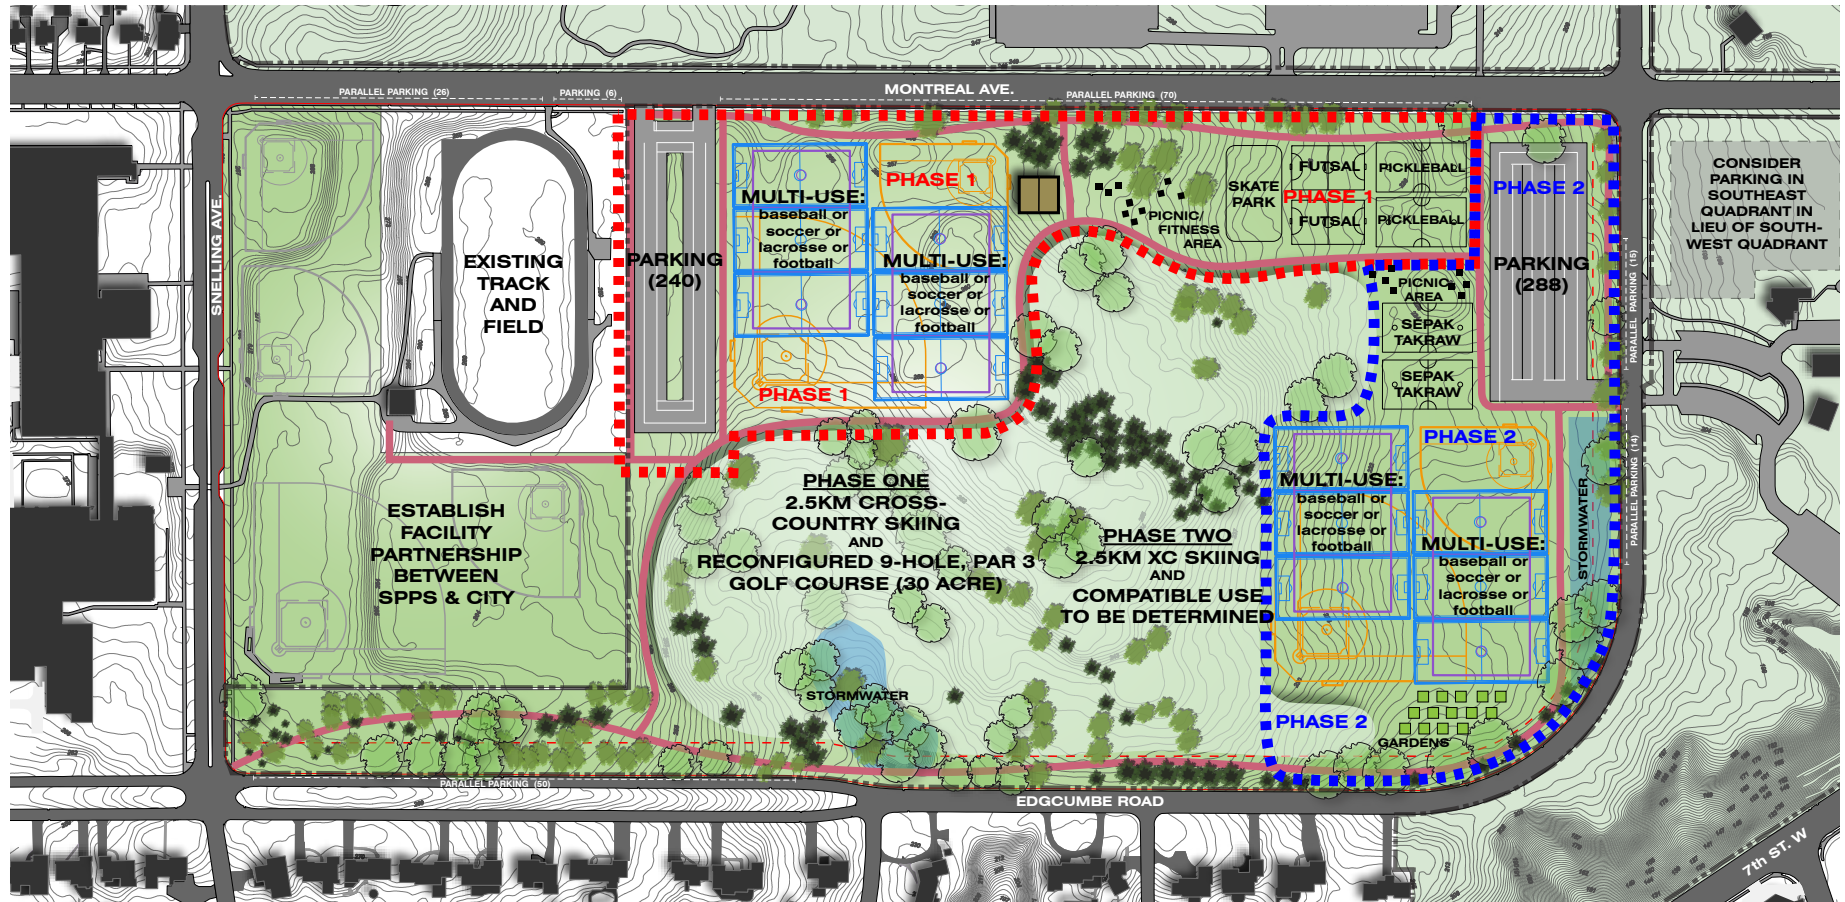 PARALLEL PARKING (26)
PARKING (6)
MONTREAL AVE.
PARALLEL PARKING (70)
SNELLING AVE.
EXISTING
TRACK
AND
FIELD
PARKING
(240)
MULTI-USE:
baseball or
soccer or
lacrosse or
football
PHASE 1
MULTI-USE:
baseball or
soccer or
lacrosse or
football
PHASE 1
PICNIC/
FITNESS
AREA
SKATE
PARK
FUTSAL
PHASE 1
FUTSAL
PICKLEBALL
PICKLEBALL
PHASE 2
PARKING
(288)
PICNIC
AREA
SEPAK
TAKRAW
SEPAK
TAKRAW
CONSIDER
PARKING IN
SOUTHEAST
QUADRANT IN
LIEU OF SOUTH-
WEST QUADRANT
PARALLEL PARKING (15)
PARALLEL PARKING (14)
ESTABLISH
FACILITY
PARTNERSHIP
BETWEEN
SPPS & CITY
PHASE ONE
2.5KM CROSS-
COUNTRY SKIING
AND
RECONFIGURED 9-HOLE, PAR 3
GOLF COURSE (30 ACRE)
PHASE TWO
2.5KM XC SKIING
AND
COMPATIBLE USE
TO BE DETERMINED
PHASE 2
MULTI-USE:
baseball or
soccer or
lacrosse or
football
MULTI-USE:
baseball or
soccer or
lacrosse or
football
STORMWATER
STORMWATER
PHASE 2
GARDENS
PARALLEL PARKING (50)
EDGCUMBE ROAD
7th ST. W